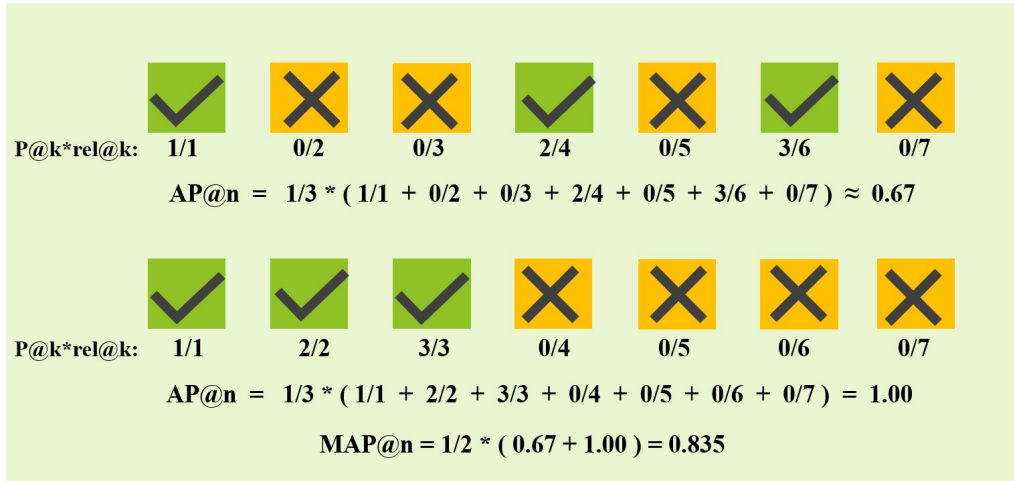 P@k*rel@k: 1/1 0/2 0/3 2/4 0/5 3/6 0/7
AP@n = 1/3 * ( 1/1 + 0/2 + 0/3 + 2/4 + 0/5 + 3/6 + 0/7 ) ≈ 0.67
P@k*rel@k: 1/1 2/2 3/3 0/4 0/5 0/6 0/7
AP@n = 1/3 * ( 1/1 + 2/2 + 3/3 + 0/4 + 0/5 + 0/6 + 0/7 ) = 1.00
MAP@n = 1/2 * ( 0.67 + 1.00 ) = 0.835